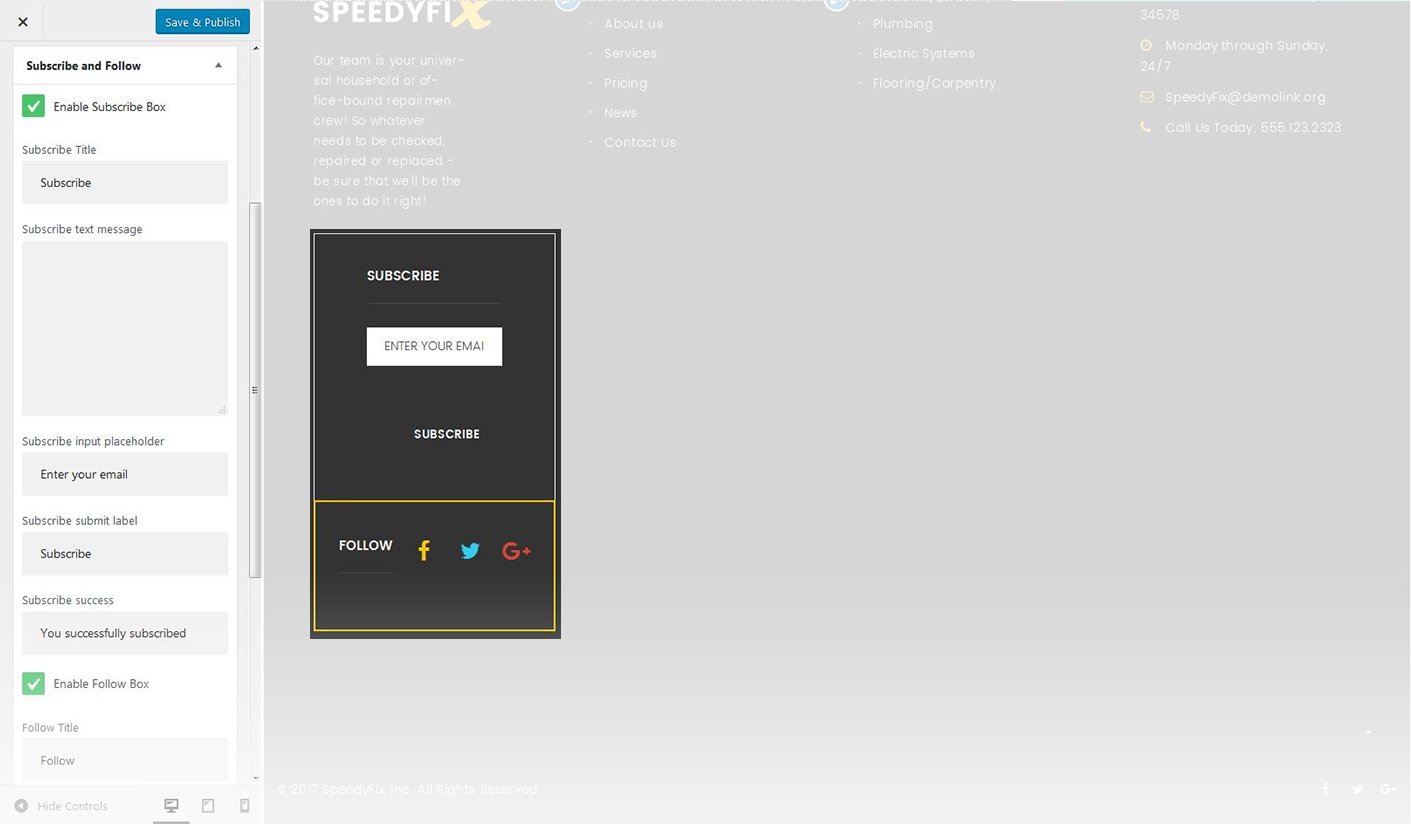 Save & Publish
Subscribe and Follow
Enable Subscribe Box
Subscribe Title
Subscribe
Subscribe text message
Subscribe input placeholder
Enter your email
Subscribe submit label
Subscribe
Subscribe success
You successfully subscribed
Enable Follow Box
Follow Title
Follow
Hide Controls
SPEEDYFIX
Our team is your univer-
sal household or of-
fice-bound repairmen
crew! So whatever
needs to be checked,
repaired or replaced -
be sure that we'll be the
ones to do it right!
About us
Services
Pricing
News
Contact Us
Plumbing
Electric Systems
Flooring/Carpentry
34578
Monday through Sunday,
24/7.
SpeedyFix@demolink.org
Call Us Today: 555.123.2323
SUBSCRIBE
ENTER YOUR EMAI
SUBSCRIBE
FOLLOW
© 2017 SpeedyFix, Inc. All Rights Reserved